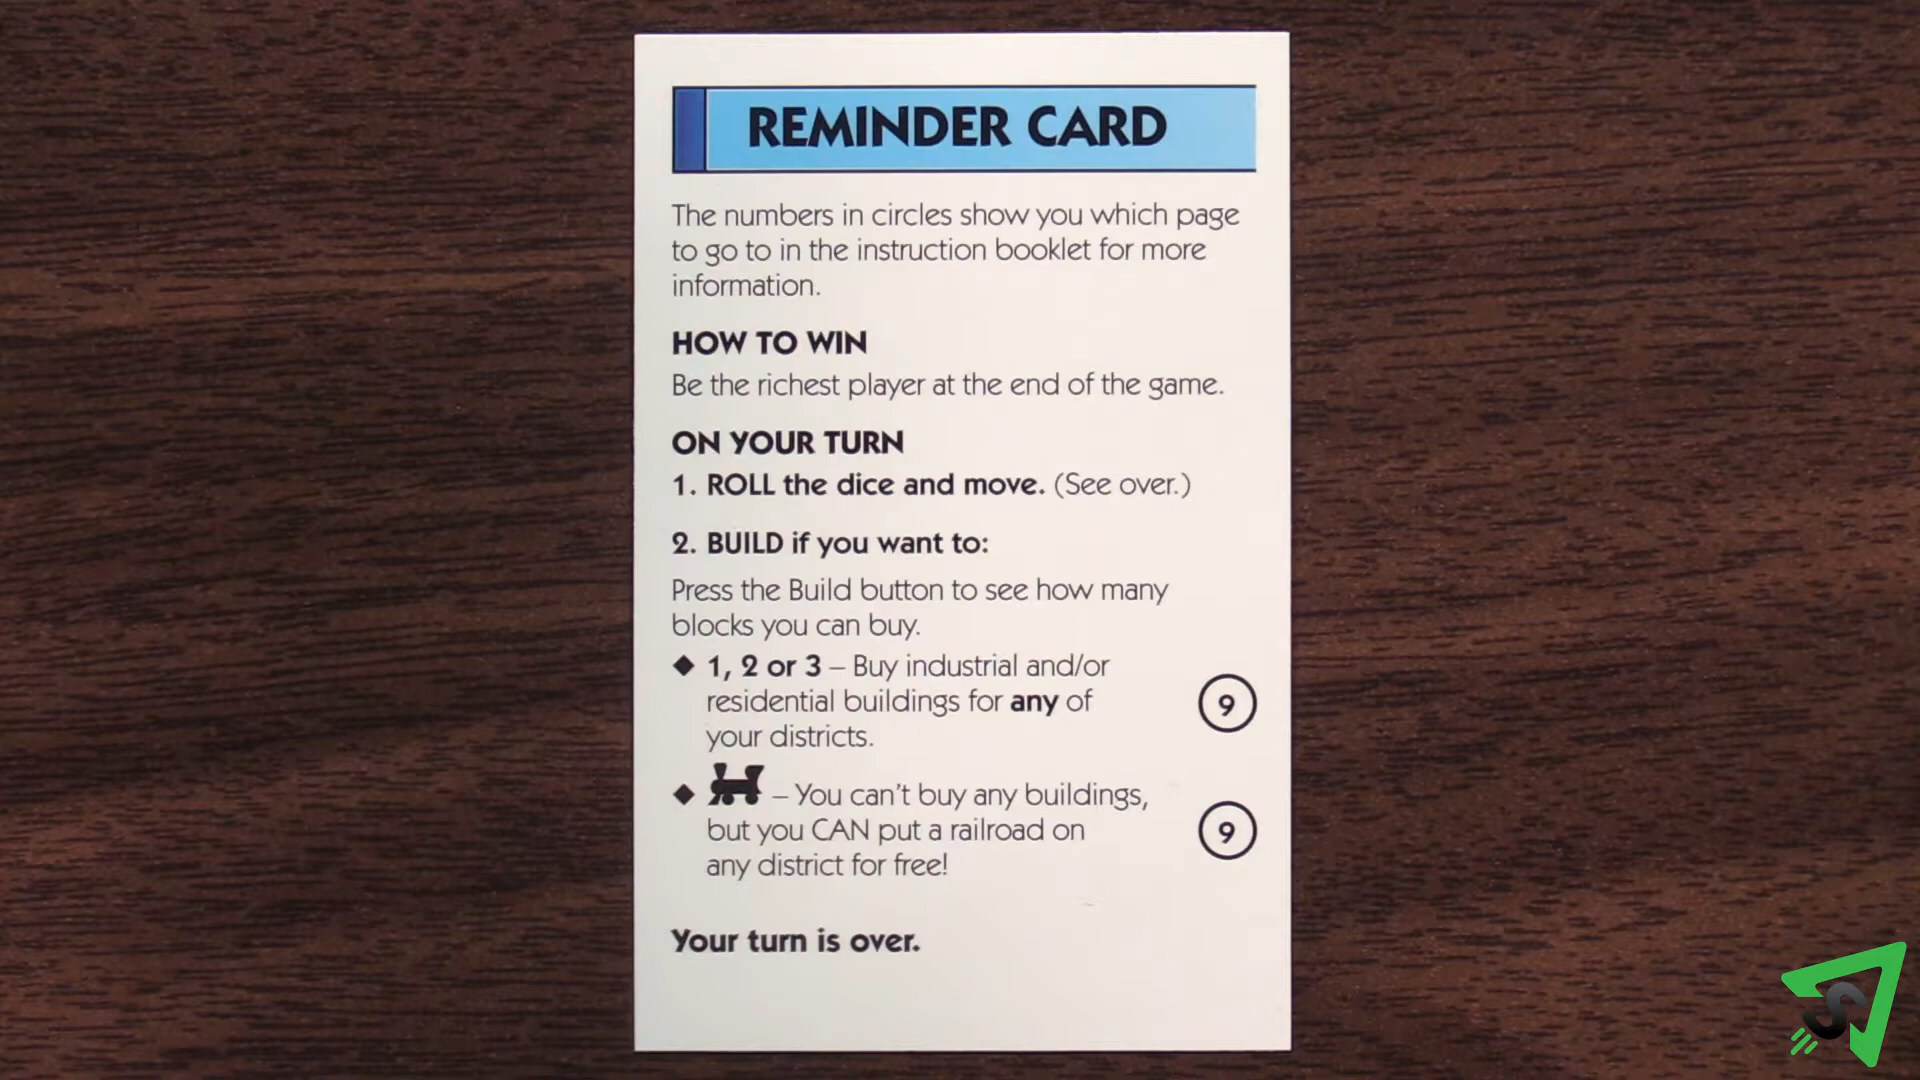 REMINDER CARD
The numbers in circles show you which page
to go to in the instruction booklet for more
information.
HOW TO WIN
Be the richest player at the end of the game.
ON YOUR TURN
1. ROLL the dice and move. (See over.)
2. BUILD if you want to:
Press the Build button to see how many
blocks you can buy.
◆ 1, 2 or 3 – Buy industrial and/or
residential buildings for any of
your districts.
9
◆ – You can't buy any buildings,
but you CAN put a railroad on
any district for free!
9
Your turn is over.
S